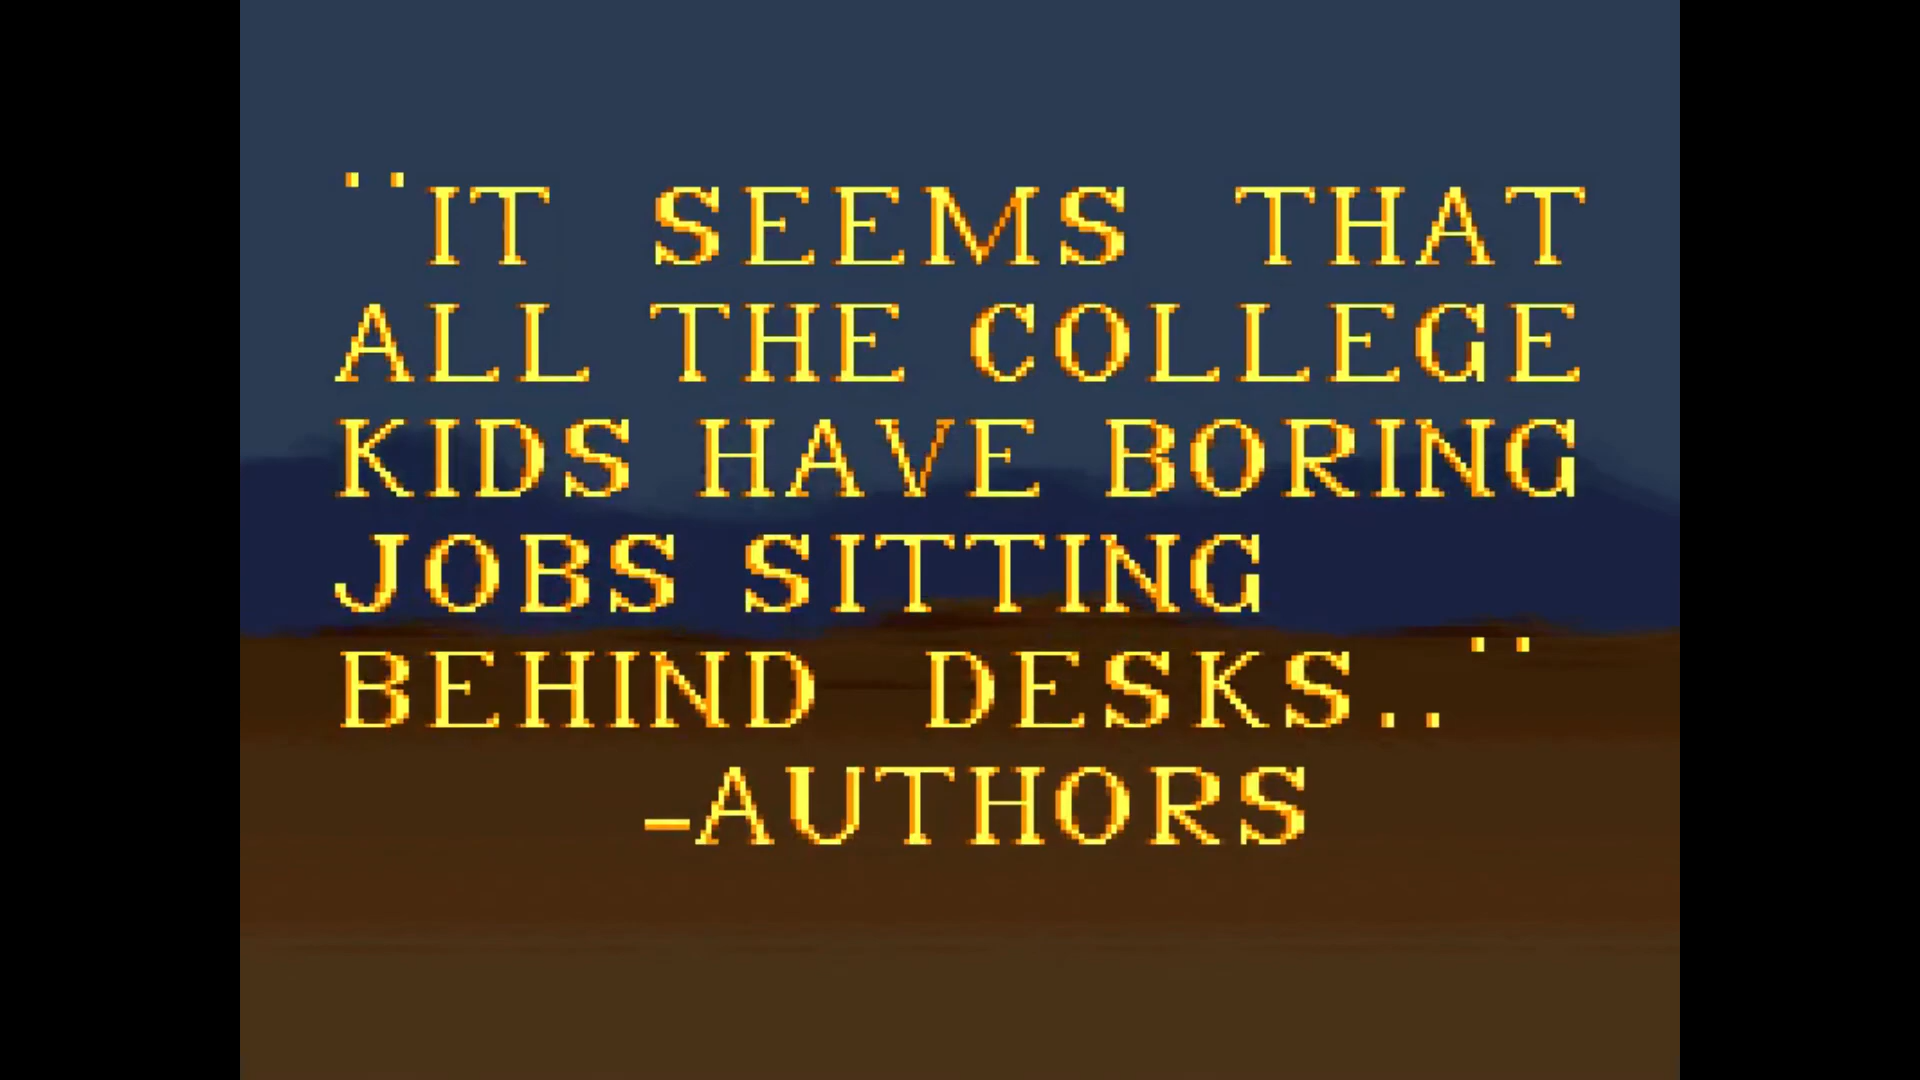 ¨IT SEEMS THAT
ALL THE COLLEGE
KIDS HAVE BORING
JOBS SITTING
BEHIND DESKS..¨
-AUTHORS